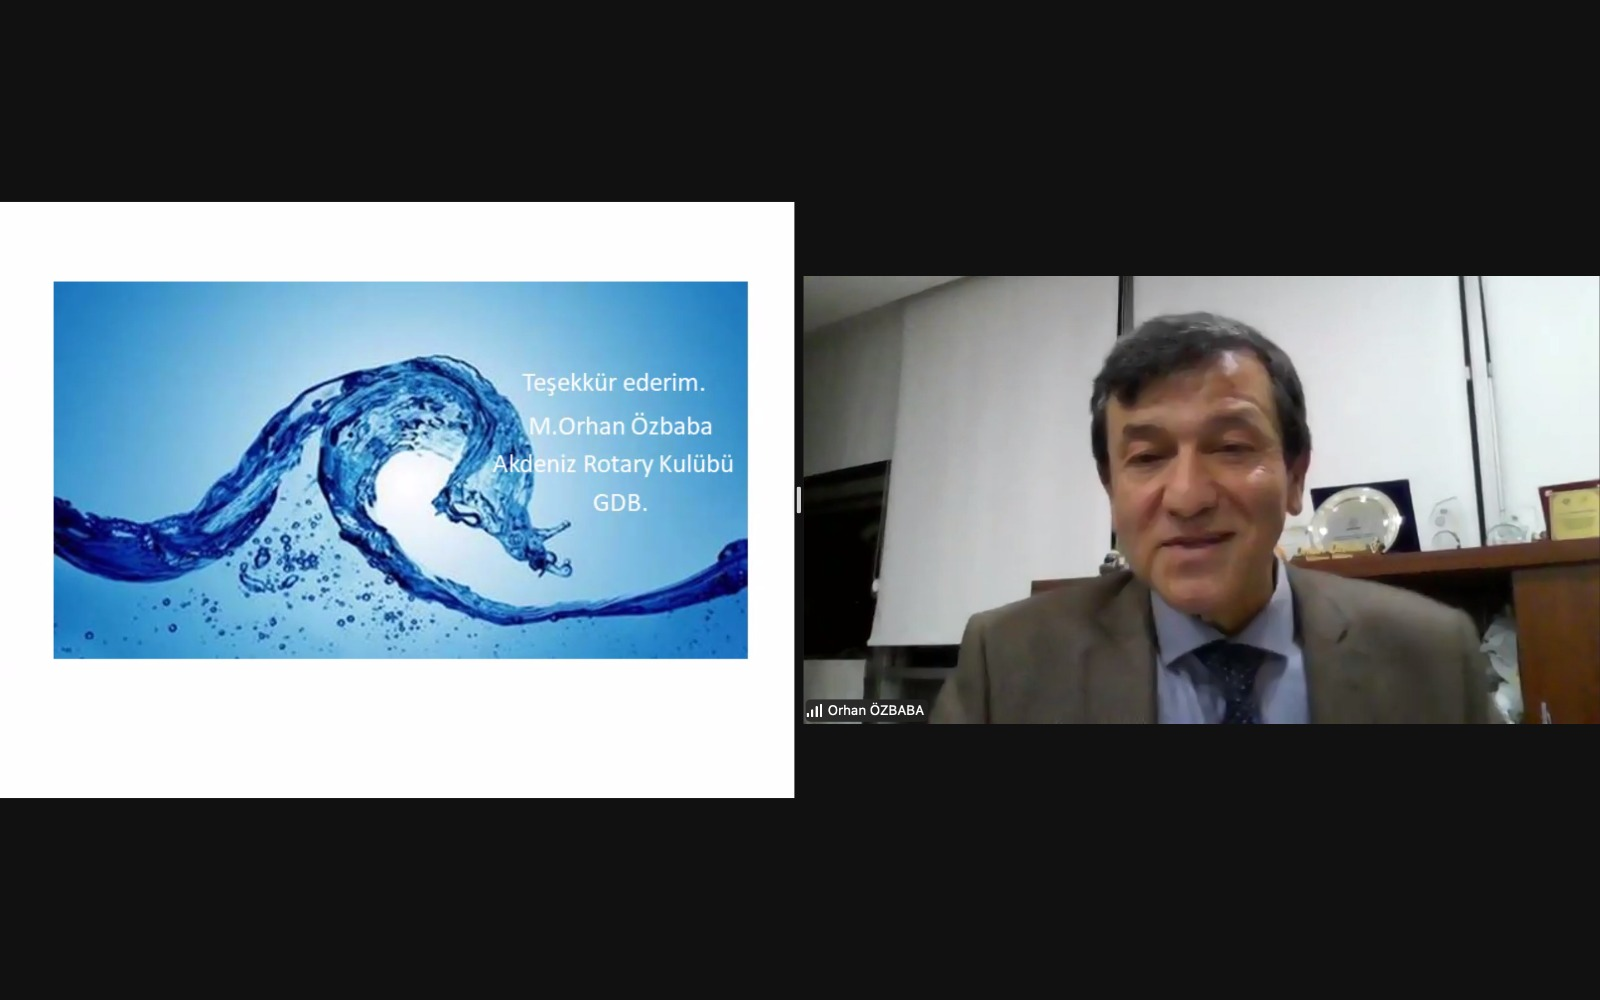 Teşekkür ederim.
M.Orhan Özbaba
Akdeniz Rotary Kulübü
GDB.
Orhan ÖZBABA